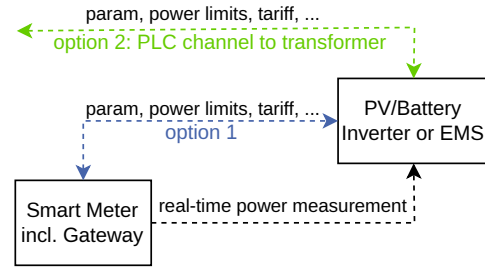 param, power limits, tariff, ...
option 2: PLC channel to transformer
param, power limits, tariff, ...
option 1
PV/Battery
Inverter or EMS
Smart Meter
incl. Gateway
real-time power measurement